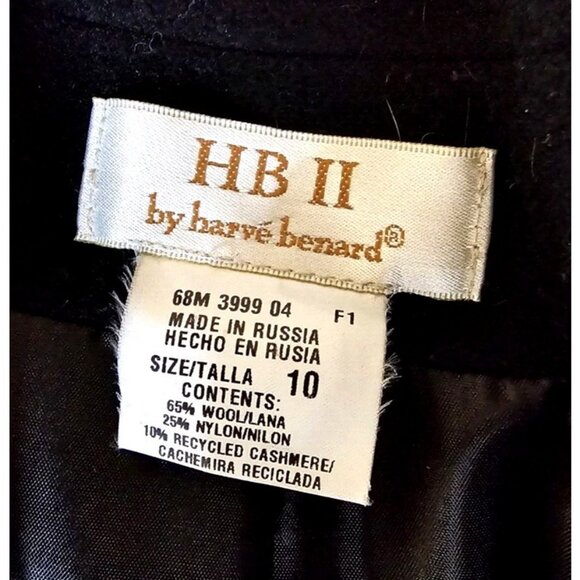 HB II
by harvé benard®
68M 3999 04 F1
MADE IN RUSSIA
HECHO EN RUSIA
SIZE/TALLA 10
CONTENTS:
65% WOOL/LANA
25% NYLON/NILON
10% RECYCLED CASHMERE/
CACHEMIRA RECICLADA